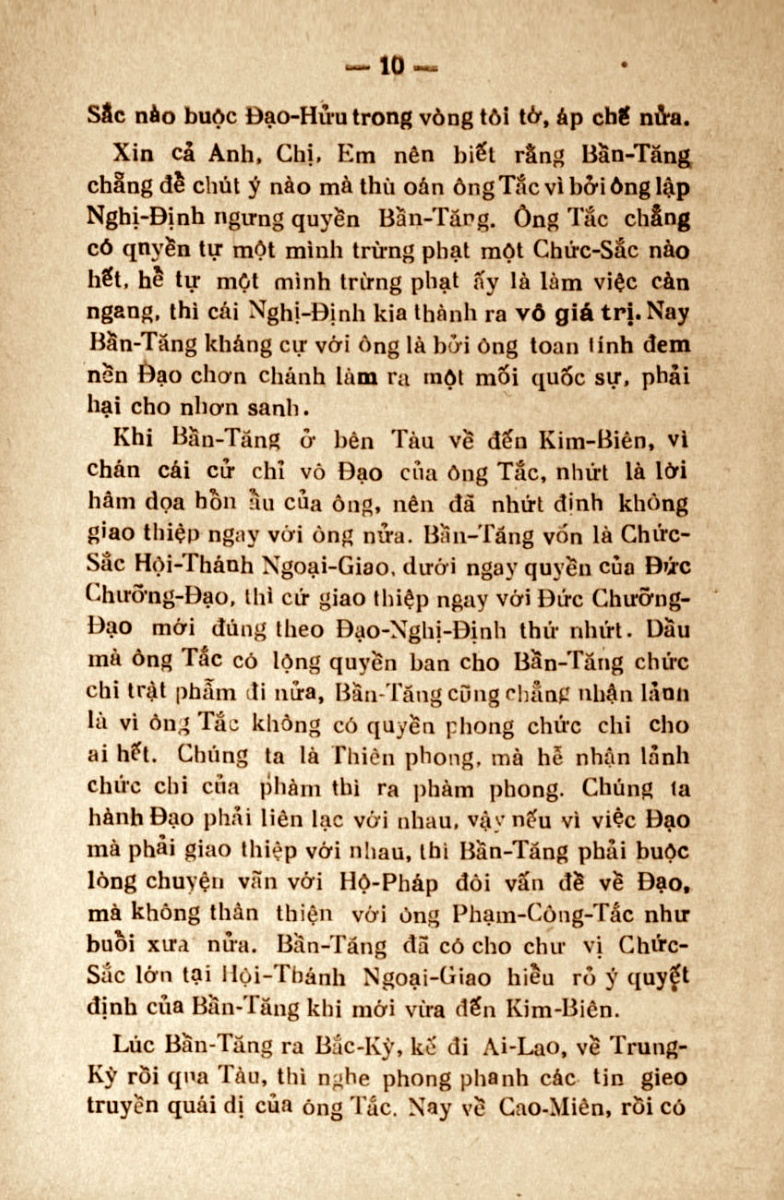 — 10 —
Sắc nào buộc Đạo-Hửu trong vòng tôi tớ, áp chế nửa.
Xin cả Anh, Chị, Em nên biết rằng Bần-Tăng
chẳng để chút ý nào mà thù oán ông Tắc vì bởi ông lập
Nghị-Định ngưng quyền Bần-Tăng. Ông Tắc chẳng
có qnyền tự một mình trừng phạt một Chức-Sắc nào
hết, hễ tự một mình trừng phạt ấy là làm việc càn
ngang, thì cái Nghị-Định kia thành ra vô giá trị. Nay
Bần-Tăng kháng cự với ông là bởi ông toan tính đem
nền Đạo chơn chánh làm ra một mối quốc sự, phải
hại cho nhơn sanh.
Khi Bần-Tăng ở bên Tàu về đến Kim-Biên, vì
chán cái cử chỉ vô Đạo của ông Tắc, nhứt là lời
hâm dọa hồn ẩu của ông, nên đã nhứt định không
giao thiệp ngay với ông nửa. Bần-Tăng vốn là Chức-
Sắc Hội-Thánh Ngoại-Giao, dưới ngay quyền của Đức
Chưỡng-Đạo, thì cứ giao thiệp ngay với Đức Chưỡng-
Đạo mới đúng theo Đạo-Nghị-Định thứ nhứt. Dầu
mà ông Tắc có lộng quyền ban cho Bần-Tăng chức
chi trật phẩm đi nửa, Bần-Tăng cũng chẳng nhận lảnh
là vì ông Tắc không có quyền phong chức chi cho
ai hết. Chúng ta là Thiên phong, mà hễ nhận lảnh
chức chi của phàm thì ra phàm phong. Chúng ta
hành Đạo phải liên lạc với nhau, vậy nếu vì việc Đạo
mà phải giao thiệp với nhau, thì Bần-Tăng phải buộc
lòng chuyện vãn với Hộ-Pháp đôi vấn đề về Đạo,
mà không thân thiện với ông Phạm-Công-Tắc như
buổi xưa nửa. Bần-Tăng đã có cho chư vị Chức-
Sắc lớn tại Hội-Thánh Ngoại-Giao hiểu rỏ ý quyết
định của Bần-Tăng khi mới vừa đến Kim-Biên.
Lúc Bần-Tăng ra Bắc-Kỳ, kế đi Ai-Lao, về Trung-
Kỳ rồi qua Tàu, thì nghe phong phanh các tin gieo
truyền quái dị của ông Tắc. Nay về Cao-Miên, rồi có